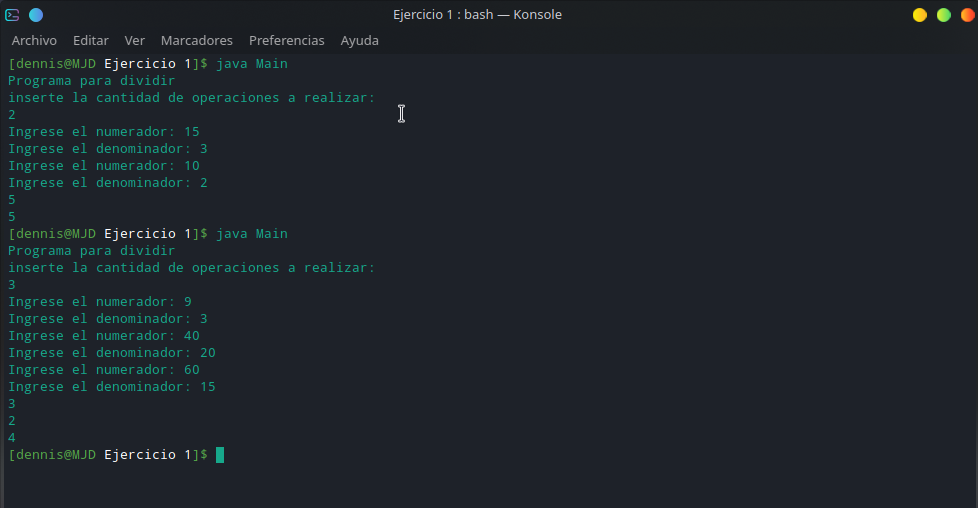 Ejercicio 1 : bash — Konsole
Archivo Editar Ver Marcadores Preferencias Ayuda
[dennis@MJD Ejercicio 1]$ java Main
Programa para dividir
inserte la cantidad de operaciones a realizar:
2
Ingrese el numerador: 15
Ingrese el denominador: 3
Ingrese el numerador: 10
Ingrese el denominador: 2
5
5
[dennis@MJD Ejercicio 1]$ java Main
Programa para dividir
inserte la cantidad de operaciones a realizar:
3
Ingrese el numerador: 9
Ingrese el denominador: 3
Ingrese el numerador: 40
Ingrese el denominador: 20
Ingrese el numerador: 60
Ingrese el denominador: 15
3
2
4
[dennis@MJD Ejercicio 1]$